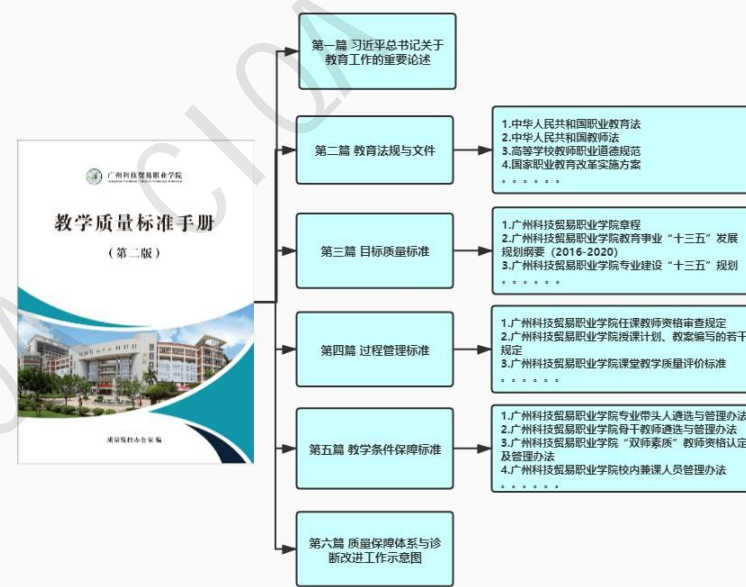 广州科技贸易职业学院
教学质量标准手册
(第二版)
质量监控办公室 编
第一篇 习近平总书记关于
教育工作的重要论述
第二篇 教育法规与文件
1.中华人民共和国职业教育法
2.中华人民共和国教师法
3.高等学校教师职业道德规范
4.国家职业教育改革实施方案
。。。。。。
第三篇 目标质量标准
1.广州科技贸易职业学院章程
2.广州科技贸易职业学院教育事业“十三五”发展
规划纲要(2016-2020)
3.广州科技贸易职业学院专业建设“十三五”规划
。。。。。。
第四篇 过程管理标准
1.广州科技贸易职业学院任课教师资格审查规定
2.广州科技贸易职业学院授课计划、教案编写的若干
规定
3.广州科技贸易职业学院课堂教学质量评价标准
。。。。。。
第五篇 教学条件保障标准
1.广州科技贸易职业学院专业带头人遴选与管理办法
2.广州科技贸易职业学院骨干教师遴选与管理办法
3.广州科技贸易职业学院“双师素质”教师资格认定
及管理办法
4.广州科技贸易职业学院校内兼课人员管理办法
。。。。。。
第六篇 质量保障体系与诊
断改进工作示意图
CIQA